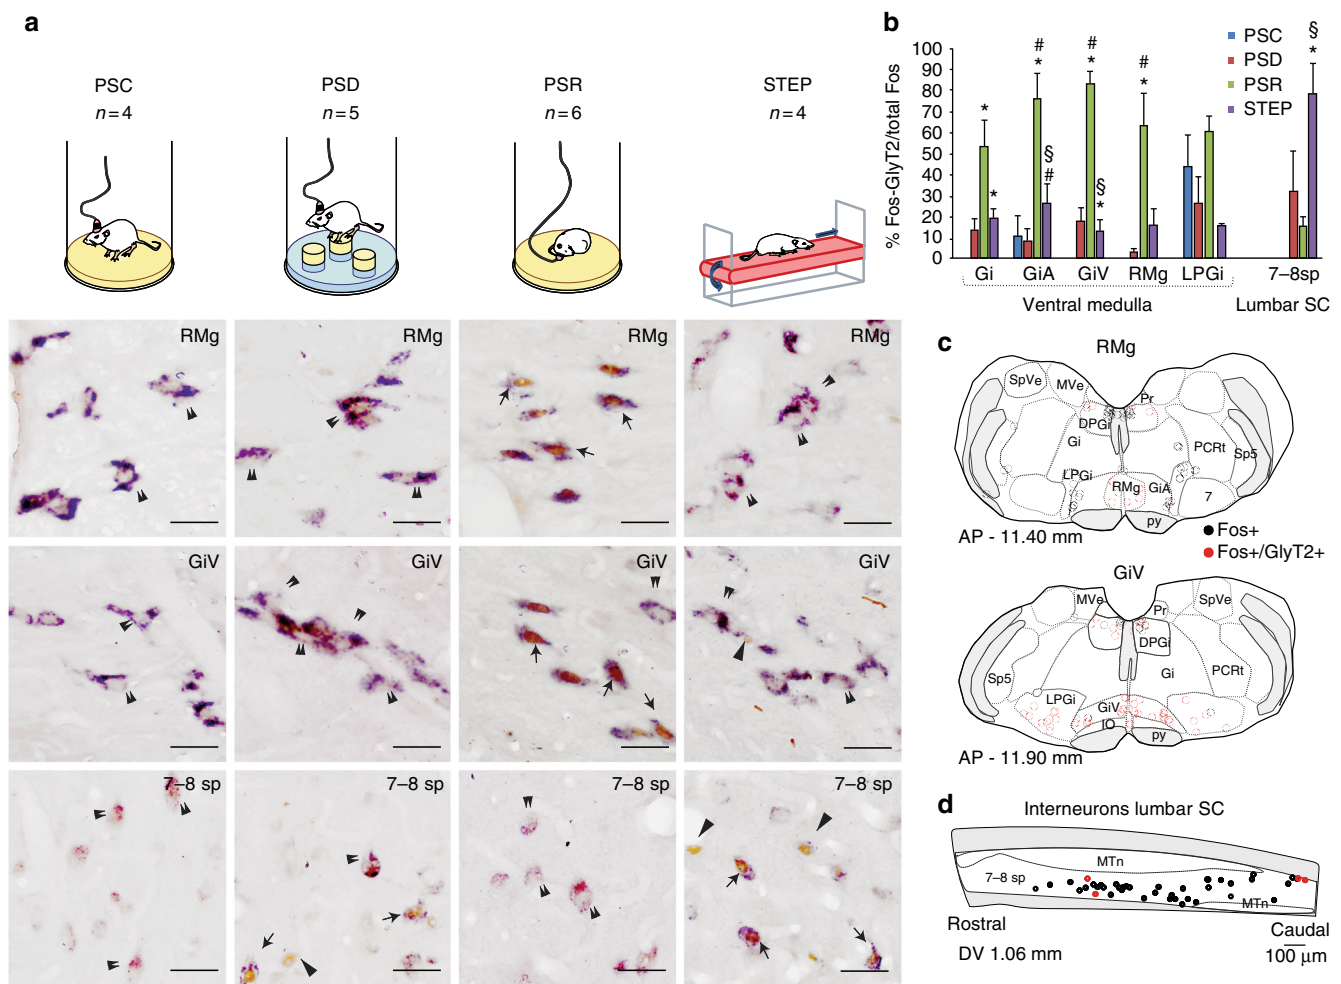 a
PSC
n=4
PSD
n=5
PSR
n=6
STEP
n=4
RMg
RMg
RMg
RMg
GiV
GiV
GiV
GiV
7–8 sp
7–8 sp
7–8 sp
7–8 sp
b
% Fos-GlyT2/total Fos
100
90
80
70
60
50
40
30
20
10
0
PSC
PSD
PSR
STEP
*
# *
§ #
# *
§ *
# *
§ *
*
Gi
GiA
GiV
RMg
LPGi
7–8sp
Ventral medulla
Lumbar SC
c
RMg
SpVe
MVe
Pr
DPGi
Gi
PCRt
Sp5
LPGi
RMg
GiA
7
py
AP - 11.40 mm
Fos+
Fos+/GlyT2+
GiV
MVe
Pr
SpVe
DPGi
Gi
PCRt
Sp5
LPGi
GiV
IO
py
AP - 11.90 mm
d
Interneurons lumbar SC
MTn
7–8 sp
MTn
Rostral
Caudal
DV 1.06 mm
100 μm